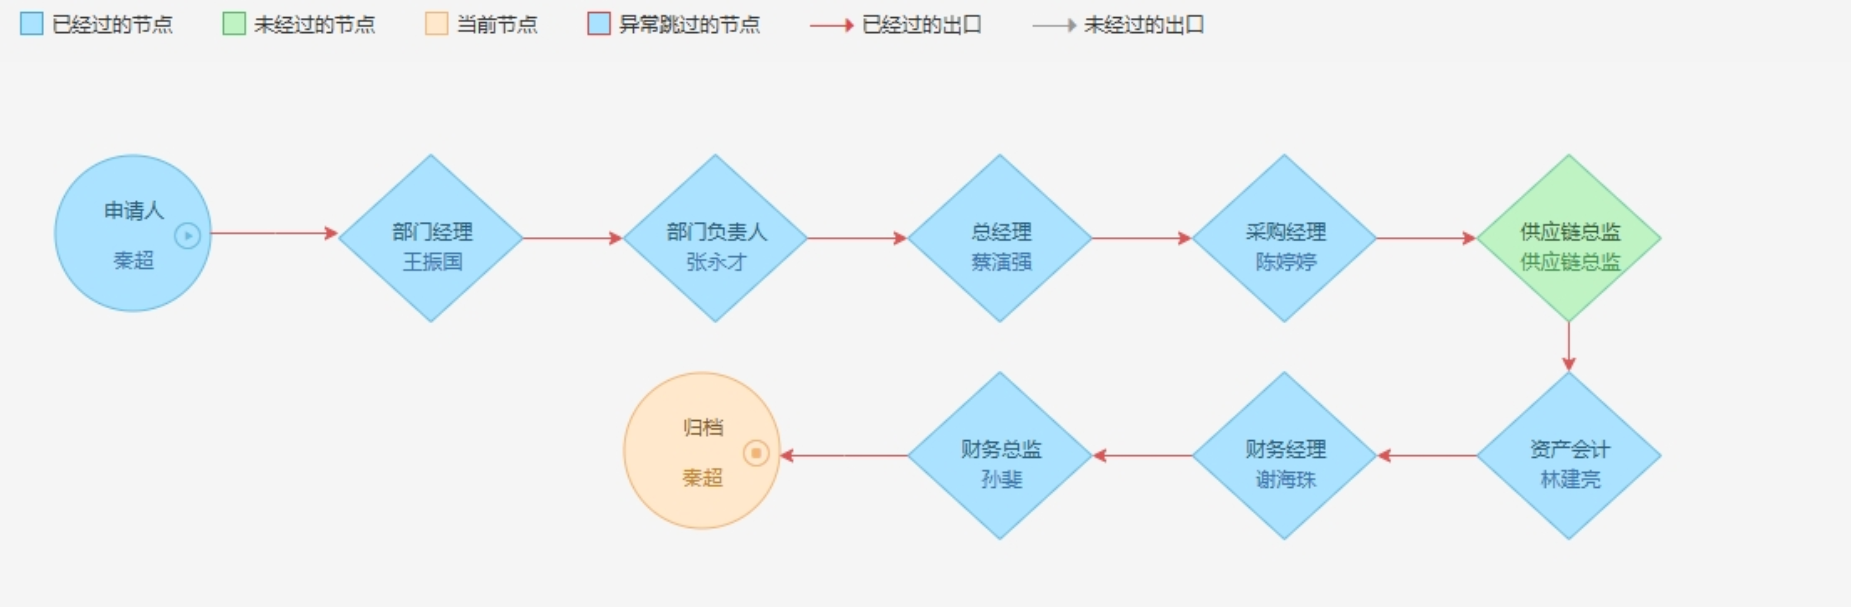 已经过的节点 未经过的节点 当前节点 异常跳过的节点 已经过的出口 未经过的出口
申请人
秦超
部门经理
王振国
部门负责人
张永才
总经理
蔡演强
采购经理
陈婷婷
供应链总监
供应链总监
归档
秦超
财务总监
孙斐
财务经理
谢海珠
资产会计
林建亮